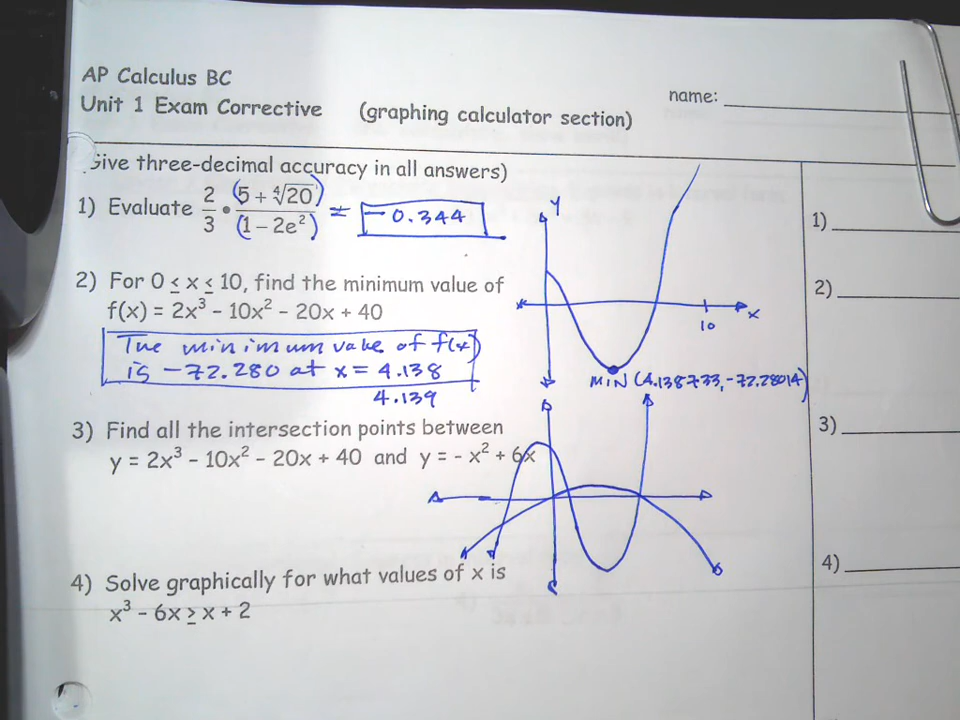 AP Calculus BC
Unit 1 Exam Corrective (graphing calculator section)
name:
Give three-decimal accuracy in all answers)
1) Evaluate 2/3 • (5 + ∜20)/(1 - 2e²) = -0.344
1)
2) For 0 ≤ x ≤ 10, find the minimum value of
f(x) = 2x³ - 10x² - 20x + 40
2)
The minimum value of f(x)
is -72.280 at x = 4.138
4.139
y
10
x
MIN (4.138733, -72.28014)
3) Find all the intersection points between
y = 2x³ - 10x² - 20x + 40 and y = - x² + 6x
3)
4) Solve graphically for what values of x is
x³ - 6x ≥ x + 2
4)